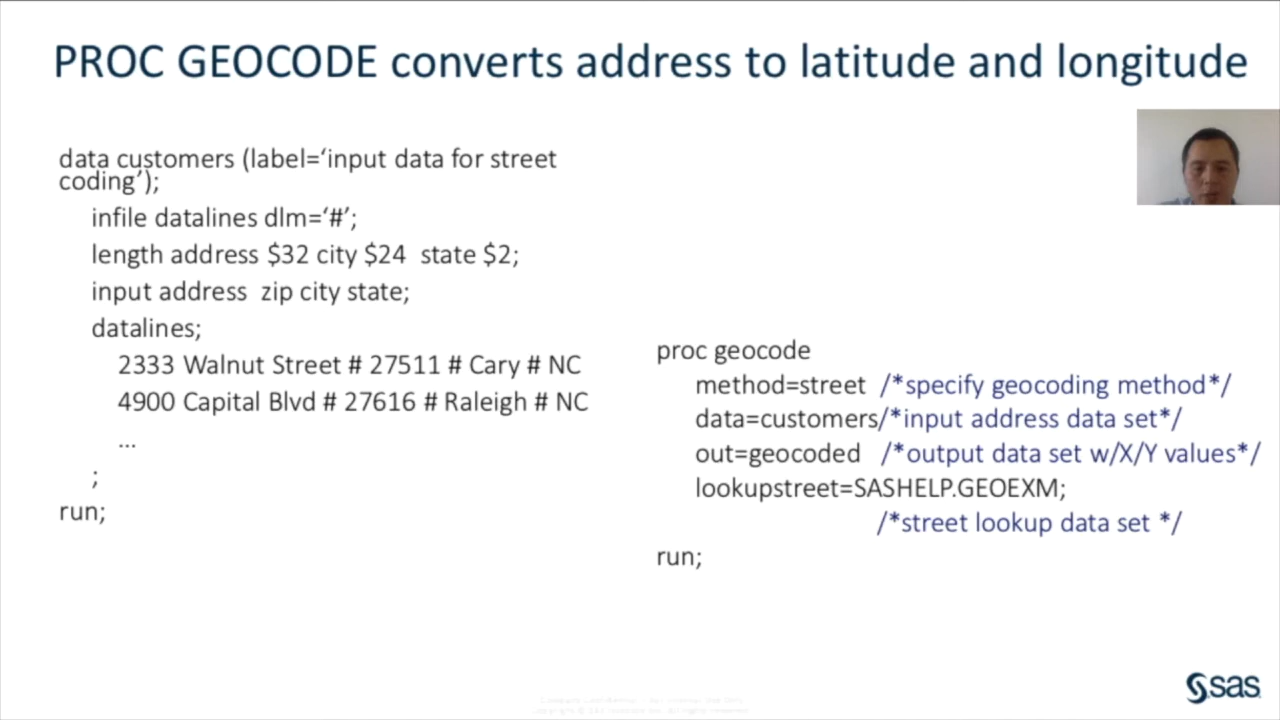 PROC GEOCODE converts address to latitude and longitude
data customers (label=‘input data for street
coding’);
infile datalines dlm=‘#’;
length address $32 city $24 state $2;
input address zip city state;
datalines;
2333 Walnut Street # 27511 # Cary # NC
4900 Capital Blvd # 27616 # Raleigh # NC
...
;
run;
proc geocode
method=street /*specify geocoding method*/
data=customers/*input address data set*/
out=geocoded /*output data set w/X/Y values*/
lookupstreet=SASHELP.GEOEXM;
/*street lookup data set */
run;
sas